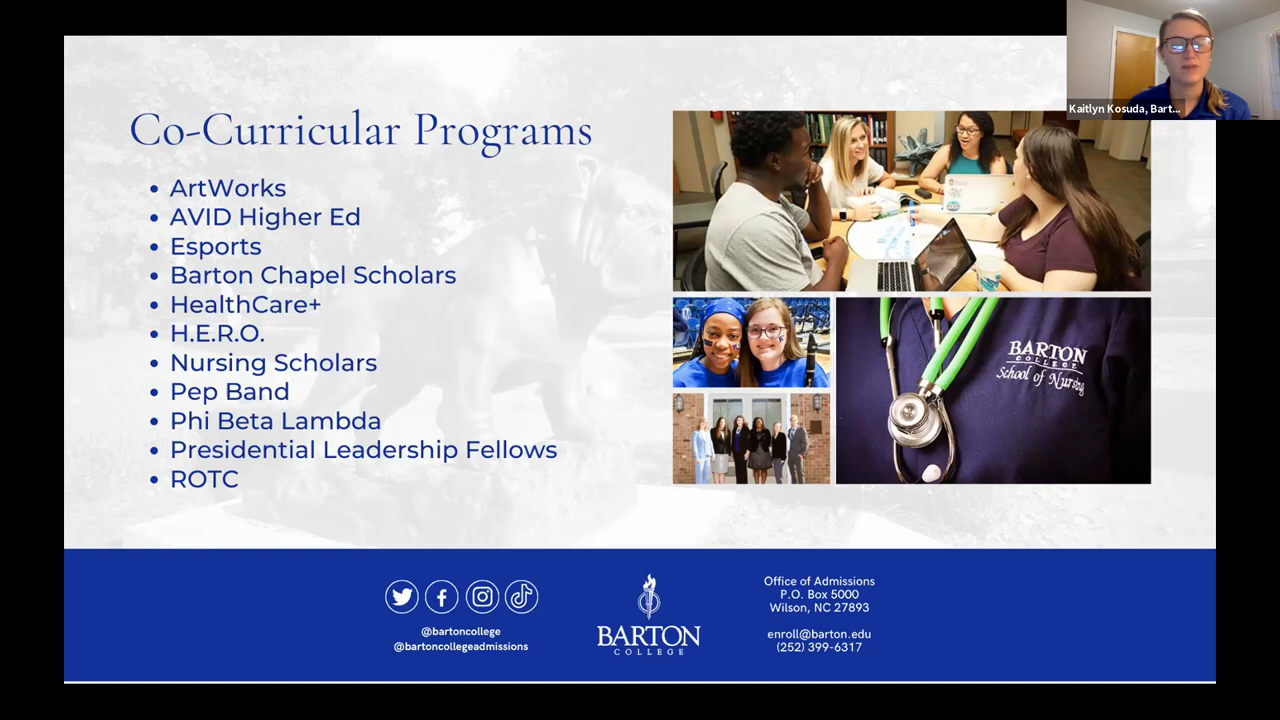 Kaitlyn Kosuda, Bart...
Co-Curricular Programs
• ArtWorks
• AVID Higher Ed
• Esports
• Barton Chapel Scholars
• HealthCare+
• H.E.R.O.
• Nursing Scholars
• Pep Band
• Phi Beta Lambda
• Presidential Leadership Fellows
• ROTC
BARTON
COLLEGE
School of Nursing
@bartoncollege
@bartoncollegeadmissions
BARTON
COLLEGE
Office of Admissions
P.O. Box 5000
Wilson, NC 27893
enroll@barton.edu
(252) 399-6317